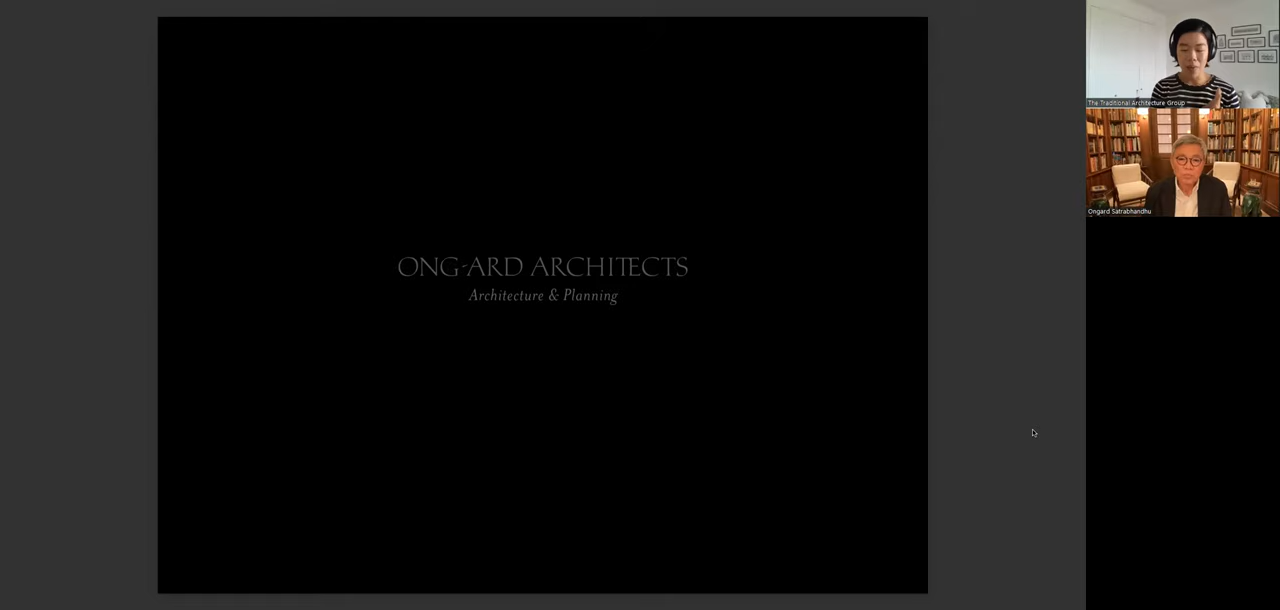 ONG-ARD ARCHITECTS
Architecture & Planning
The Traditional Architecture Group
Ongard Satrabhandhu